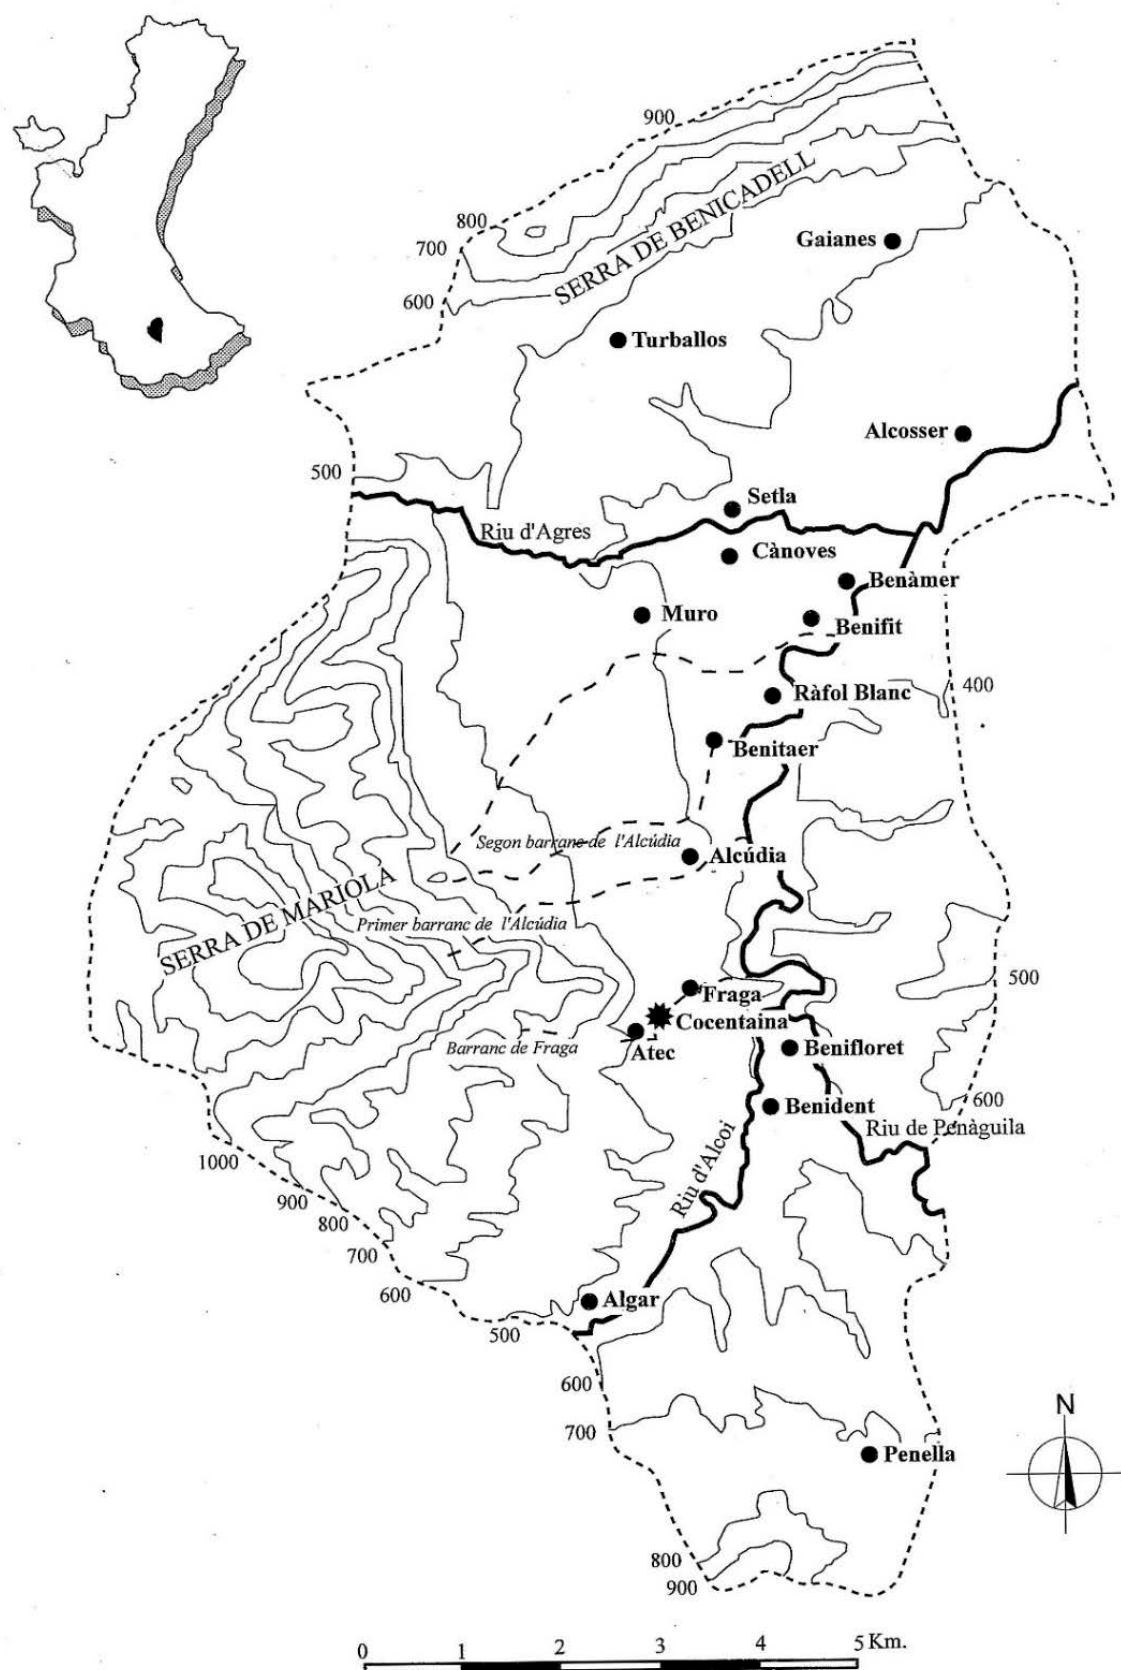 900
SERRA DE BENICADELL
800
700
600
Gaianes
Turballos
Alcosser
500
Setla
Riu d'Agres
Cànoves
Benàmer
Muro
Benifit
400
Ràfol Blanc
Benitaer
Segon barranc de l'Alcúdia
Alcúdia
SERRA DE MARIOLA
Primer barranc de l'Alcúdia
500
Fraga
Cocentaina
Atec
Barranc de Fraga
Benifloret
600
Benident
Riu de Penàguila
Riu d'Alcoi
1000
900
800
700
600
500
Algar
600
700
Penella
N
800
900
0 1 2 3 4 5 Km.